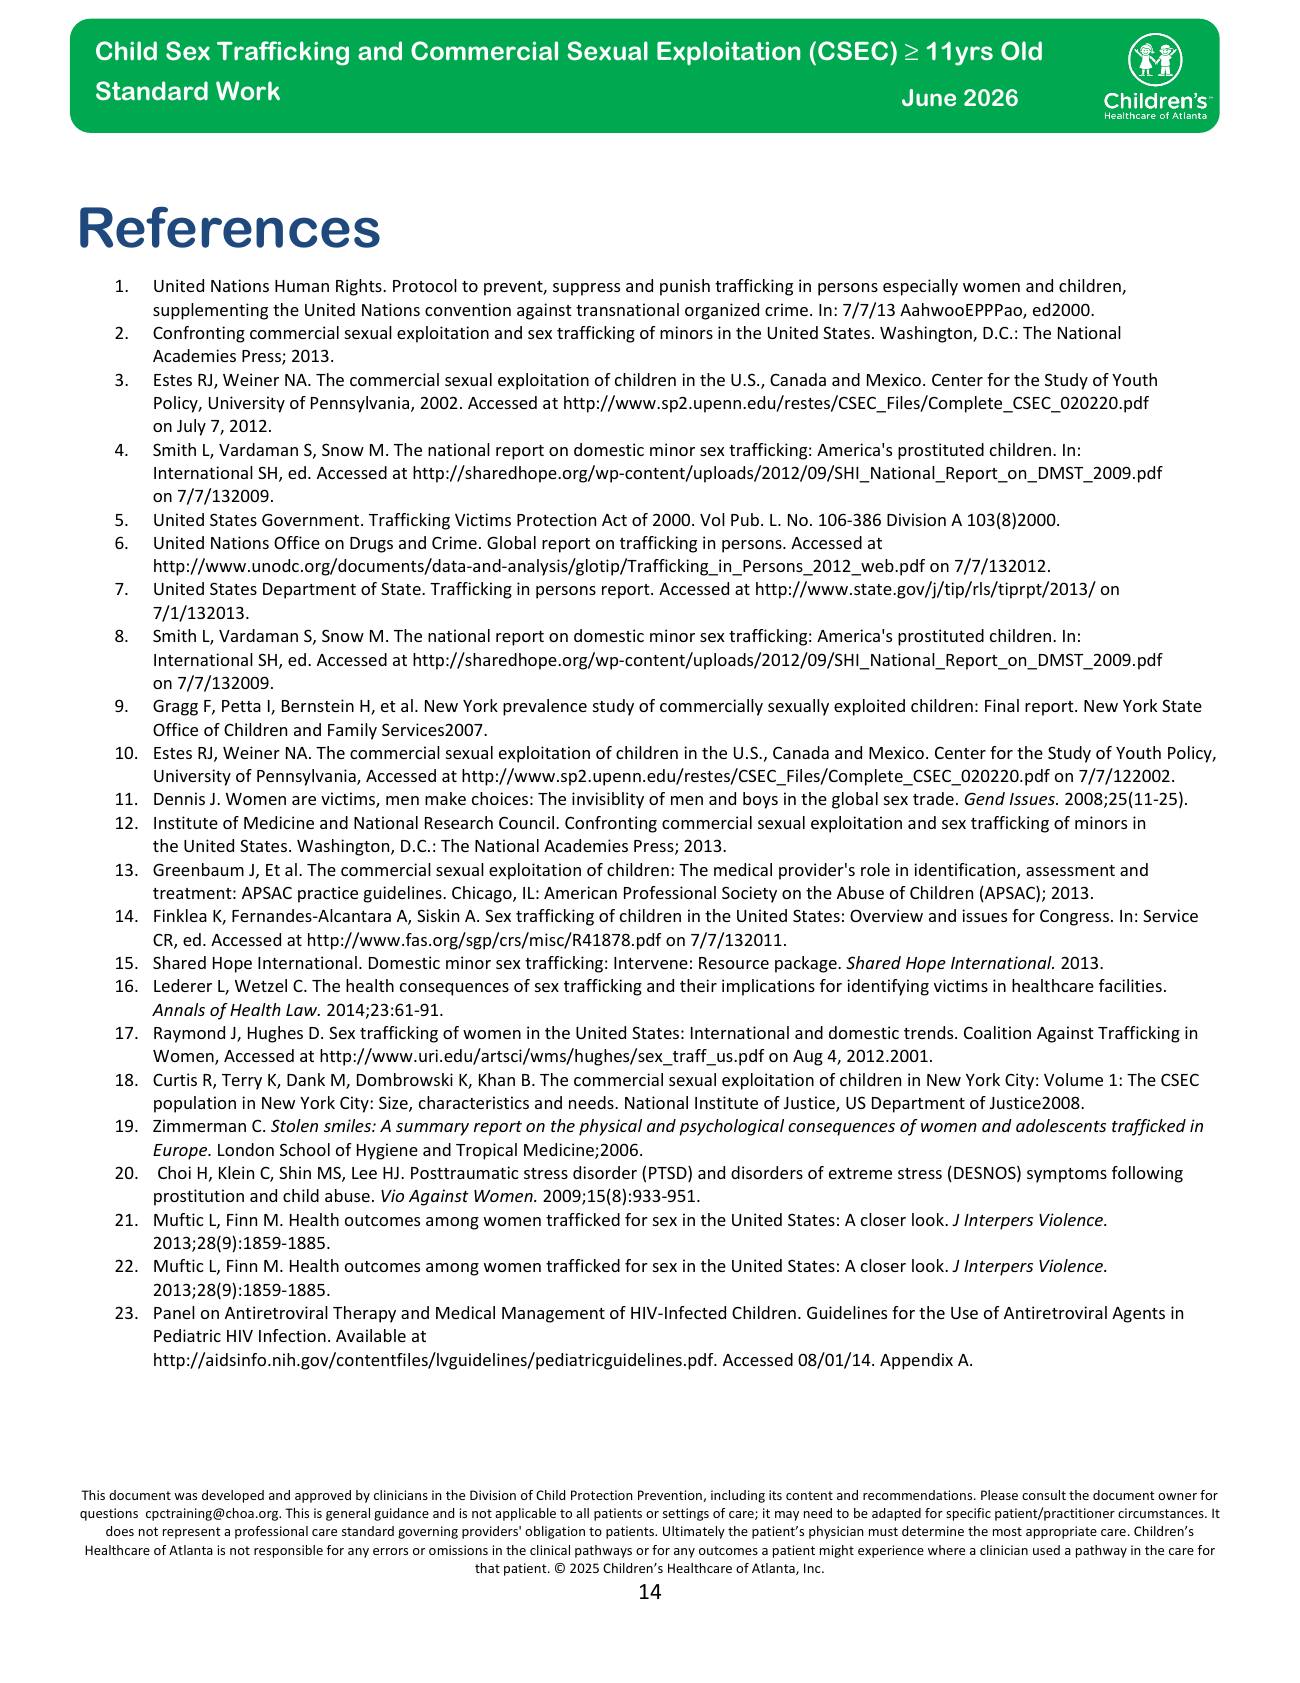 Child Sex Trafficking and Commercial Sexual Exploitation (CSEC) ≥ 11yrs Old
Standard Work
June 2026
Children's™
Healthcare of Atlanta
References
1. United Nations Human Rights. Protocol to prevent, suppress and punish trafficking in persons especially women and children,
supplementing the United Nations convention against transnational organized crime. In: 7/7/13 AahwooEPPPao, ed2000.
2. Confronting commercial sexual exploitation and sex trafficking of minors in the United States. Washington, D.C.: The National
Academies Press; 2013.
3. Estes RJ, Weiner NA. The commercial sexual exploitation of children in the U.S., Canada and Mexico. Center for the Study of Youth
Policy, University of Pennsylvania, 2002. Accessed at http://www.sp2.upenn.edu/restes/CSEC_Files/Complete_CSEC_020220.pdf
on July 7, 2012.
4. Smith L, Vardaman S, Snow M. The national report on domestic minor sex trafficking: America's prostituted children. In:
International SH, ed. Accessed at http://sharedhope.org/wp-content/uploads/2012/09/SHI_National_Report_on_DMST_2009.pdf
on 7/7/132009.
5. United States Government. Trafficking Victims Protection Act of 2000. Vol Pub. L. No. 106-386 Division A 103(8)2000.
6. United Nations Office on Drugs and Crime. Global report on trafficking in persons. Accessed at
http://www.unodc.org/documents/data-and-analysis/glotip/Trafficking_in_Persons_2012_web.pdf on 7/7/132012.
7. United States Department of State. Trafficking in persons report. Accessed at http://www.state.gov/j/tip/rls/tiprpt/2013/ on
7/1/132013.
8. Smith L, Vardaman S, Snow M. The national report on domestic minor sex trafficking: America's prostituted children. In:
International SH, ed. Accessed at http://sharedhope.org/wp-content/uploads/2012/09/SHI_National_Report_on_DMST_2009.pdf
on 7/7/132009.
9. Gragg F, Petta I, Bernstein H, et al. New York prevalence study of commercially sexually exploited children: Final report. New York State
Office of Children and Family Services2007.
10. Estes RJ, Weiner NA. The commercial sexual exploitation of children in the U.S., Canada and Mexico. Center for the Study of Youth Policy,
University of Pennsylvania, Accessed at http://www.sp2.upenn.edu/restes/CSEC_Files/Complete_CSEC_020220.pdf on 7/7/122002.
11. Dennis J. Women are victims, men make choices: The invisiblity of men and boys in the global sex trade. Gend Issues. 2008;25(11-25).
12. Institute of Medicine and National Research Council. Confronting commercial sexual exploitation and sex trafficking of minors in
the United States. Washington, D.C.: The National Academies Press; 2013.
13. Greenbaum J, Et al. The commercial sexual exploitation of children: The medical provider's role in identification, assessment and
treatment: APSAC practice guidelines. Chicago, IL: American Professional Society on the Abuse of Children (APSAC); 2013.
14. Finklea K, Fernandes-Alcantara A, Siskin A. Sex trafficking of children in the United States: Overview and issues for Congress. In: Service
CR, ed. Accessed at http://www.fas.org/sgp/crs/misc/R41878.pdf on 7/7/132011.
15. Shared Hope International. Domestic minor sex trafficking: Intervene: Resource package. Shared Hope International. 2013.
16. Lederer L, Wetzel C. The health consequences of sex trafficking and their implications for identifying victims in healthcare facilities.
Annals of Health Law. 2014;23:61-91.
17. Raymond J, Hughes D. Sex trafficking of women in the United States: International and domestic trends. Coalition Against Trafficking in
Women, Accessed at http://www.uri.edu/artsci/wms/hughes/sex_traff_us.pdf on Aug 4, 2012.2001.
18. Curtis R, Terry K, Dank M, Dombrowski K, Khan B. The commercial sexual exploitation of children in New York City: Volume 1: The CSEC
population in New York City: Size, characteristics and needs. National Institute of Justice, US Department of Justice2008.
19. Zimmerman C. Stolen smiles: A summary report on the physical and psychological consequences of women and adolescents trafficked in
Europe. London School of Hygiene and Tropical Medicine;2006.
20. Choi H, Klein C, Shin MS, Lee HJ. Posttraumatic stress disorder (PTSD) and disorders of extreme stress (DESNOS) symptoms following
prostitution and child abuse. Vio Against Women. 2009;15(8):933-951.
21. Muftic L, Finn M. Health outcomes among women trafficked for sex in the United States: A closer look. J Interpers Violence.
2013;28(9):1859-1885.
22. Muftic L, Finn M. Health outcomes among women trafficked for sex in the United States: A closer look. J Interpers Violence.
2013;28(9):1859-1885.
23. Panel on Antiretroviral Therapy and Medical Management of HIV-Infected Children. Guidelines for the Use of Antiretroviral Agents in
Pediatric HIV Infection. Available at
http://aidsinfo.nih.gov/contentfiles/lvguidelines/pediatricguidelines.pdf. Accessed 08/01/14. Appendix A.
This document was developed and approved by clinicians in the Division of Child Protection Prevention, including its content and recommendations. Please consult the document owner for
questions cpctraining@choa.org. This is general guidance and is not applicable to all patients or settings of care; it may need to be adapted for specific patient/practitioner circumstances. It
does not represent a professional care standard governing providers' obligation to patients. Ultimately the patient's physician must determine the most appropriate care. Children's
Healthcare of Atlanta is not responsible for any errors or omissions in the clinical pathways or for any outcomes a patient might experience where a clinician used a pathway in the care for
that patient. © 2025 Children's Healthcare of Atlanta, Inc.
14